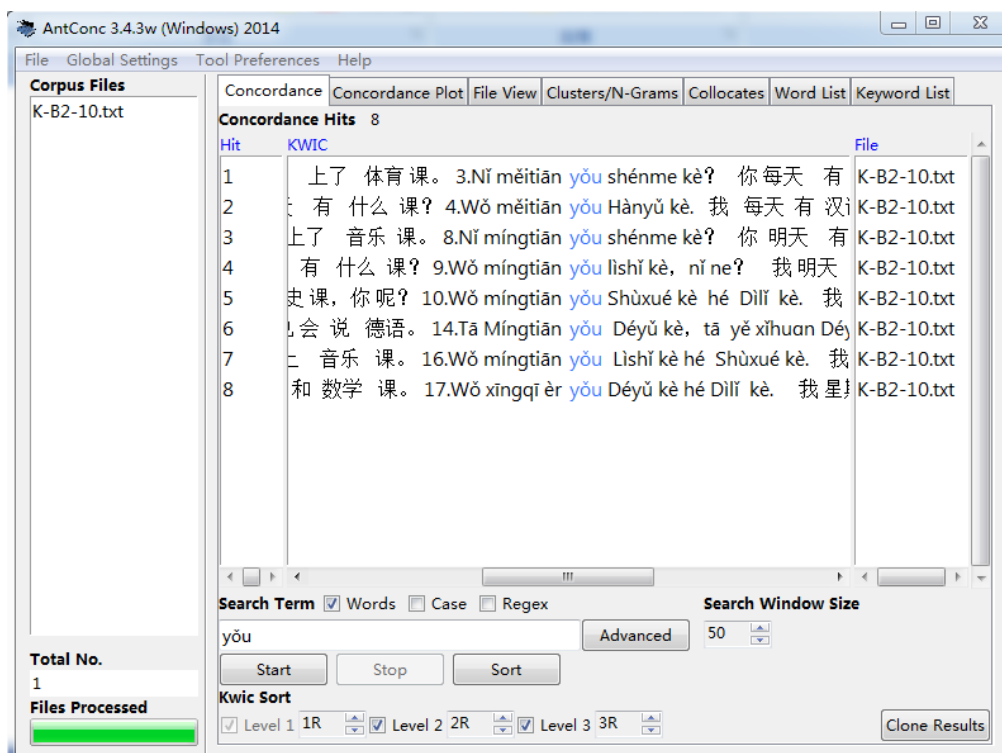 AntConc 3.4.3w (Windows) 2014
File Global Settings Tool Preferences Help
Corpus Files
K-B2-10.txt
Concordance Concordance Plot File View Clusters/N-Grams Collocates Word List Keyword List
Concordance Hits 8
Hit KWIC File
1 上了 体育课。 3.Nǐ měitiān yǒu shénme kè? 你每天 有 K-B2-10.txt
2 有 什么 课? 4.Wǒ měitiān yǒu Hànyǔ kè. 我 每天 有 汉 K-B2-10.txt
3 上了 音乐 课。 8.Nǐ míngtiān yǒu shénme kè? 你 明天 有 K-B2-10.txt
4 有 什么 课? 9.Wǒ míngtiān yǒu lìshǐ kè, nǐ ne? 我明天 K-B2-10.txt
5 史课,你呢? 10.Wǒ míngtiān yǒu Shùxué kè hé Dìlǐ kè. 我 K-B2-10.txt
6 会 说 德语。 14.Tā Míngtiān yǒu Déyǔ kè, tā yě xǐhuan Déy K-B2-10.txt
7 音乐 课。 16.Wǒ míngtiān yǒu Lìshǐ kè hé Shùxué kè. 我 K-B2-10.txt
8 和 数学 课。 17.Wǒ xīngqī èr yǒu Déyǔ kè hé Dìlǐ kè. 我 星 K-B2-10.txt
Search Term Words Case Regex Search Window Size
yǒu Advanced 50
Start Stop Sort
Total No.
1
Files Processed
Kwic Sort
Level 1 1R Level 2 2R Level 3 3R Clone Results